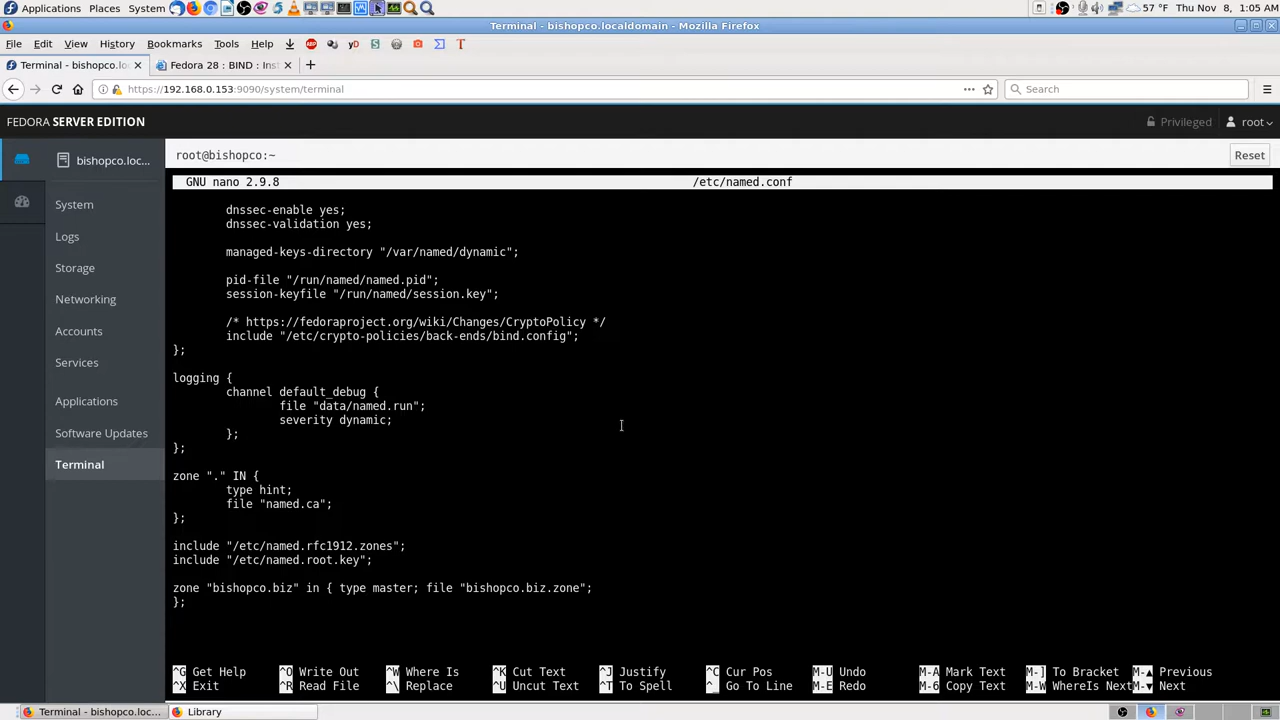 Applications Places System 57 °F Thu Nov 8, 1:05 AM
Terminal - bishopco.localdomain - Mozilla Firefox
File Edit View History Bookmarks Tools Help
Terminal - bishopco.lo Fedora 28 : BIND : Ins
https://192.168.0.153:9090/system/terminal Search
FEDORA SERVER EDITION Privileged root
bishopco.loc... root@bishopco:~ Reset
GNU nano 2.9.8 /etc/named.conf
System
Logs
Storage
Networking
Accounts
Services
Applications
Software Updates
Terminal
dnssec-enable yes;
dnssec-validation yes;
managed-keys-directory "/var/named/dynamic";
pid-file "/run/named/named.pid";
session-keyfile "/run/named/session.key";
/* https://fedoraproject.org/wiki/Changes/CryptoPolicy */
include "/etc/crypto-policies/back-ends/bind.config";
};
logging {
channel default_debug {
file "data/named.run";
severity dynamic;
};
};
zone "." IN {
type hint;
file "named.ca";
};
include "/etc/named.rfc1912.zones";
include "/etc/named.root.key";
zone "bishopco.biz" in { type master; file "bishopco.biz.zone";
};
^G Get Help ^O Write Out ^W Where Is ^K Cut Text ^J Justify ^C Cur Pos M-U Undo M-A Mark Text M-] To Bracket M-▲ Previous
^X Exit ^R Read File ^\ Replace ^U Uncut Text ^T To Spell ^_ Go To Line M-E Redo M-6 Copy Text M-W WhereIs Next M-▼ Next
Terminal - bishopco.loc... Library